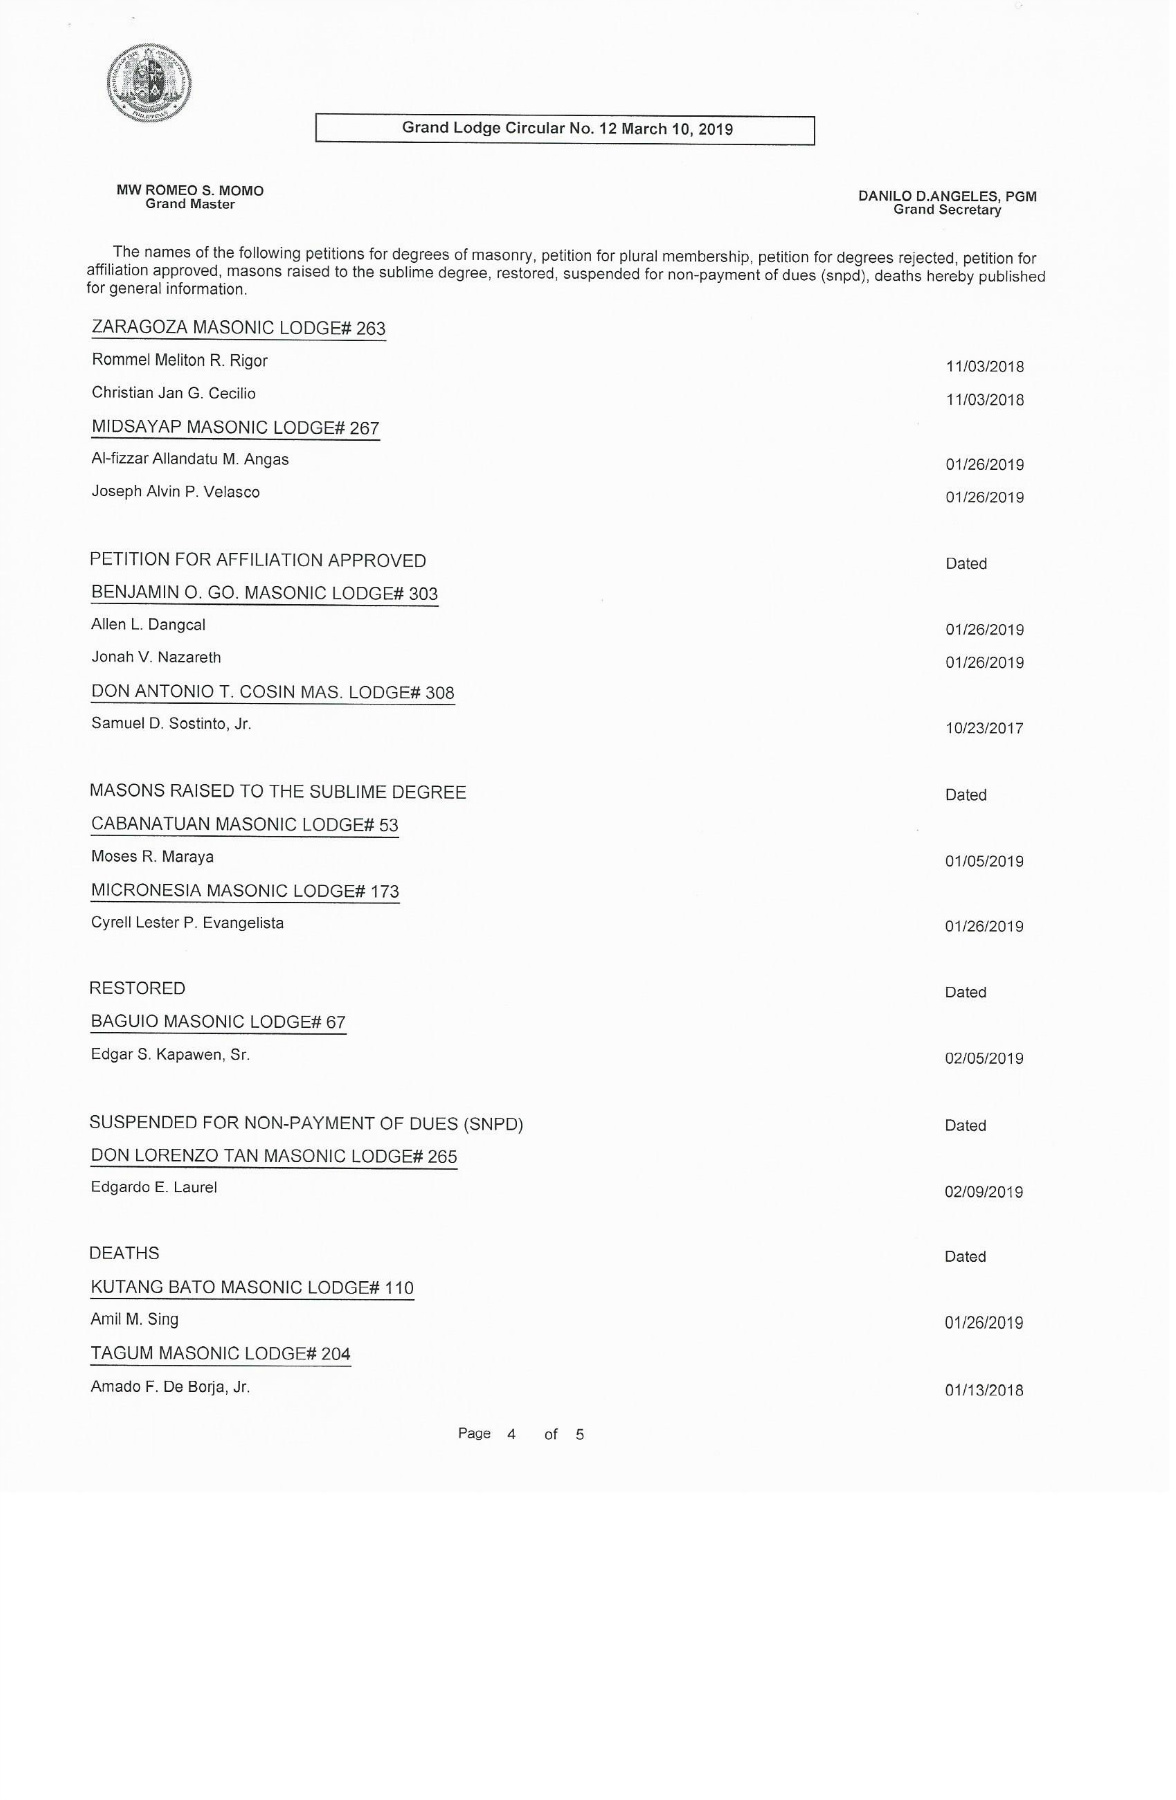 PHILIPPINES
Grand Lodge Circular No. 12 March 10, 2019
MW ROMEO S. MOMO
Grand Master
DANILO D.ANGELES, PGM
Grand Secretary
The names of the following petitions for degrees of masonry, petition for plural membership, petition for degrees rejected, petition for
affiliation approved, masons raised to the sublime degree, restored, suspended for non-payment of dues (snpd), deaths hereby published
for general information.
ZARAGOZA MASONIC LODGE# 263
Rommel Meliton R. Rigor 11/03/2018
Christian Jan G. Cecilio 11/03/2018
MIDSAYAP MASONIC LODGE# 267
Al-fizzar Allandatu M. Angas 01/26/2019
Joseph Alvin P. Velasco 01/26/2019
PETITION FOR AFFILIATION APPROVED Dated
BENJAMIN O. GO. MASONIC LODGE# 303
Allen L. Dangcal 01/26/2019
Jonah V. Nazareth 01/26/2019
DON ANTONIO T. COSIN MAS. LODGE# 308
Samuel D. Sostinto, Jr. 10/23/2017
MASONS RAISED TO THE SUBLIME DEGREE Dated
CABANATUAN MASONIC LODGE# 53
Moses R. Maraya 01/05/2019
MICRONESIA MASONIC LODGE# 173
Cyrell Lester P. Evangelista 01/26/2019
RESTORED Dated
BAGUIO MASONIC LODGE# 67
Edgar S. Kapawen, Sr. 02/05/2019
SUSPENDED FOR NON-PAYMENT OF DUES (SNPD) Dated
DON LORENZO TAN MASONIC LODGE# 265
Edgardo E. Laurel 02/09/2019
DEATHS Dated
KUTANG BATO MASONIC LODGE# 110
Amil M. Sing 01/26/2019
TAGUM MASONIC LODGE# 204
Amado F. De Borja, Jr. 01/13/2018
Page 4 of 5